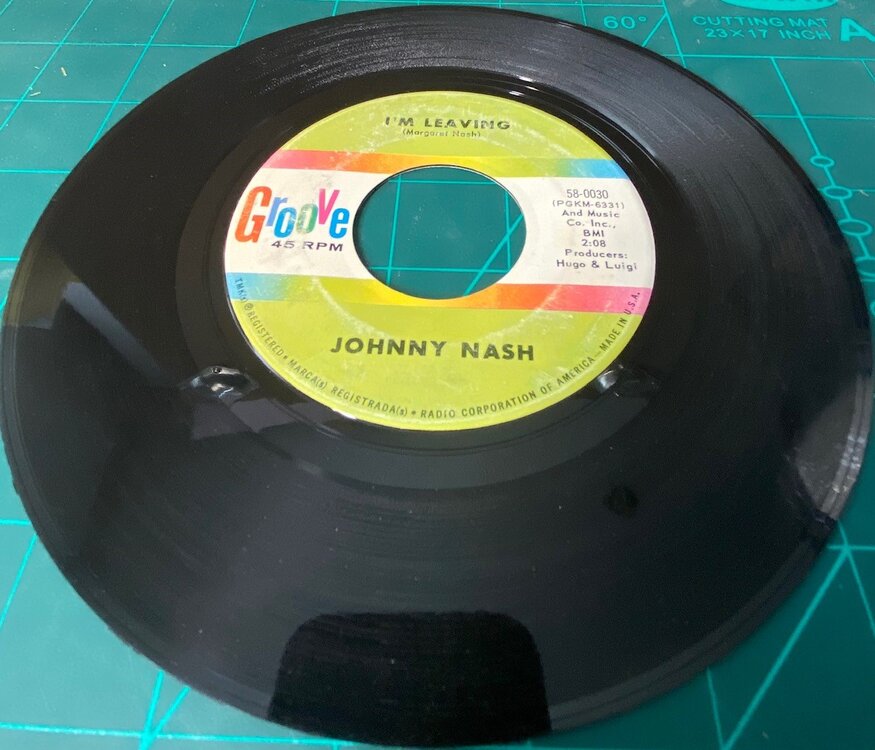 60°
CUTTING MAT
23X17 INCH
A
I'M LEAVING
(Margaret Nash)
Groove
45 RPM
58-0030
(PGKM-6331)
And Music
Co. Inc.,
BMI
2:08
Producers:
Hugo & Luigi
JOHNNY NASH
TMK(s) ® REGISTERED • MARCA(s) REGISTRADA(s) • RADIO CORPORATION OF AMERICA—MADE IN U.S.A.